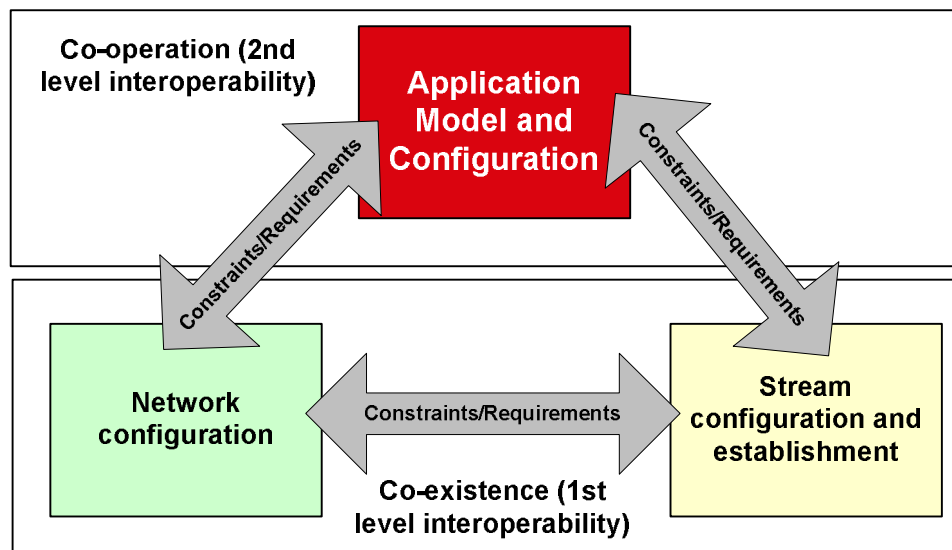 Co-operation (2nd
level interoperability)
Application
Model and
Configuration
Constraints/Requirements
Constraints/Requirements
Network
configuration
Constraints/Requirements
Stream
configuration and
establishment
Co-existence (1st
level interoperability)